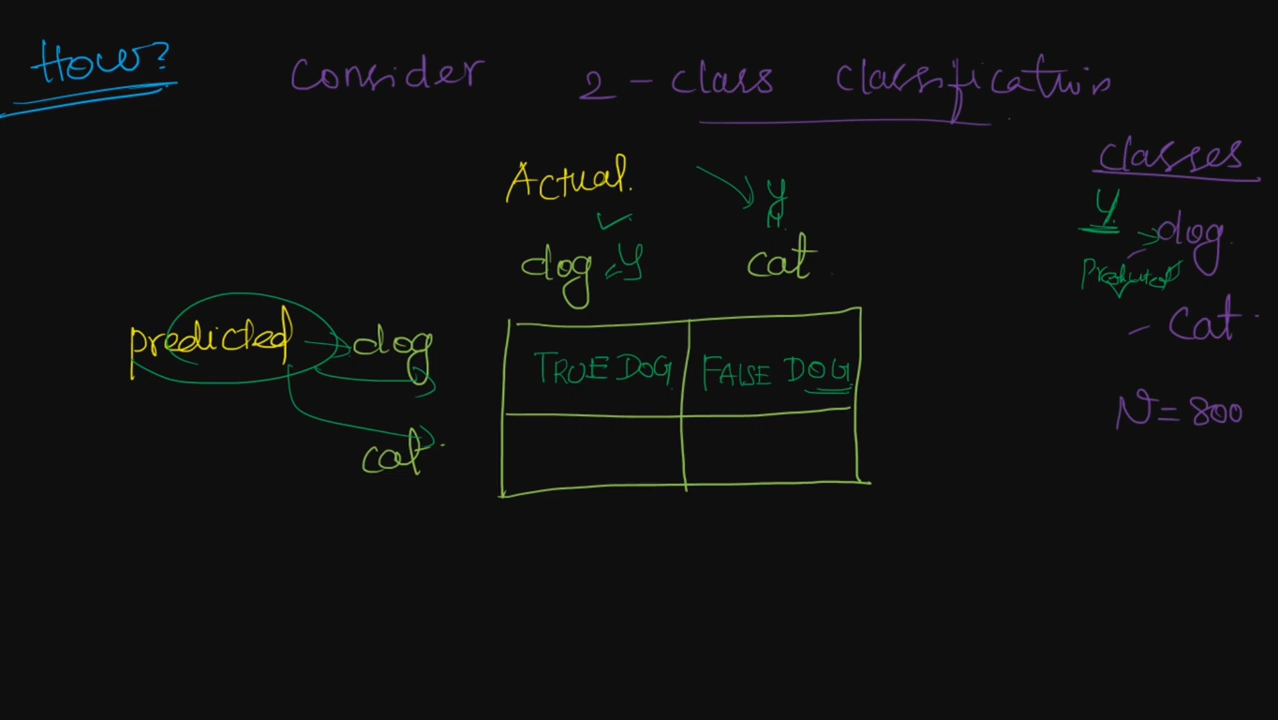 How? Consider 2-class classification
Classes
Actual. y
y
dog y cat
dog
Predicted
predicted dog
TRUE DOG FALSE DOG
cat
cat
N=800